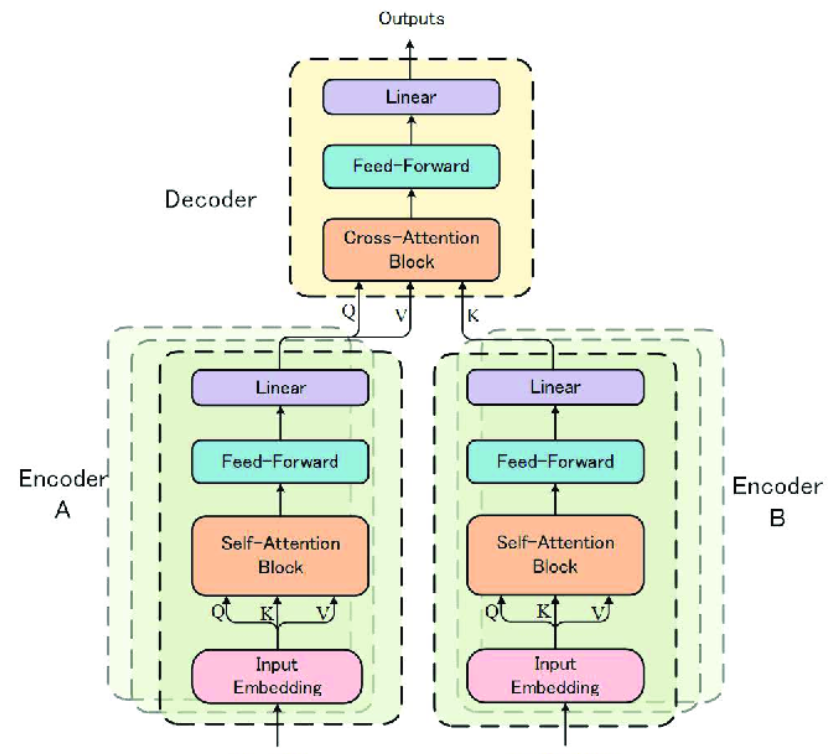 Outputs
Linear
Feed-Forward
Decoder
Cross-Attention
Block
Q
V
K
Linear
Feed-Forward
Encoder
A
Self-Attention
Block
Q
K
V
Input
Embedding
Linear
Feed-Forward
Encoder
B
Self-Attention
Block
Q
K
V
Input
Embedding